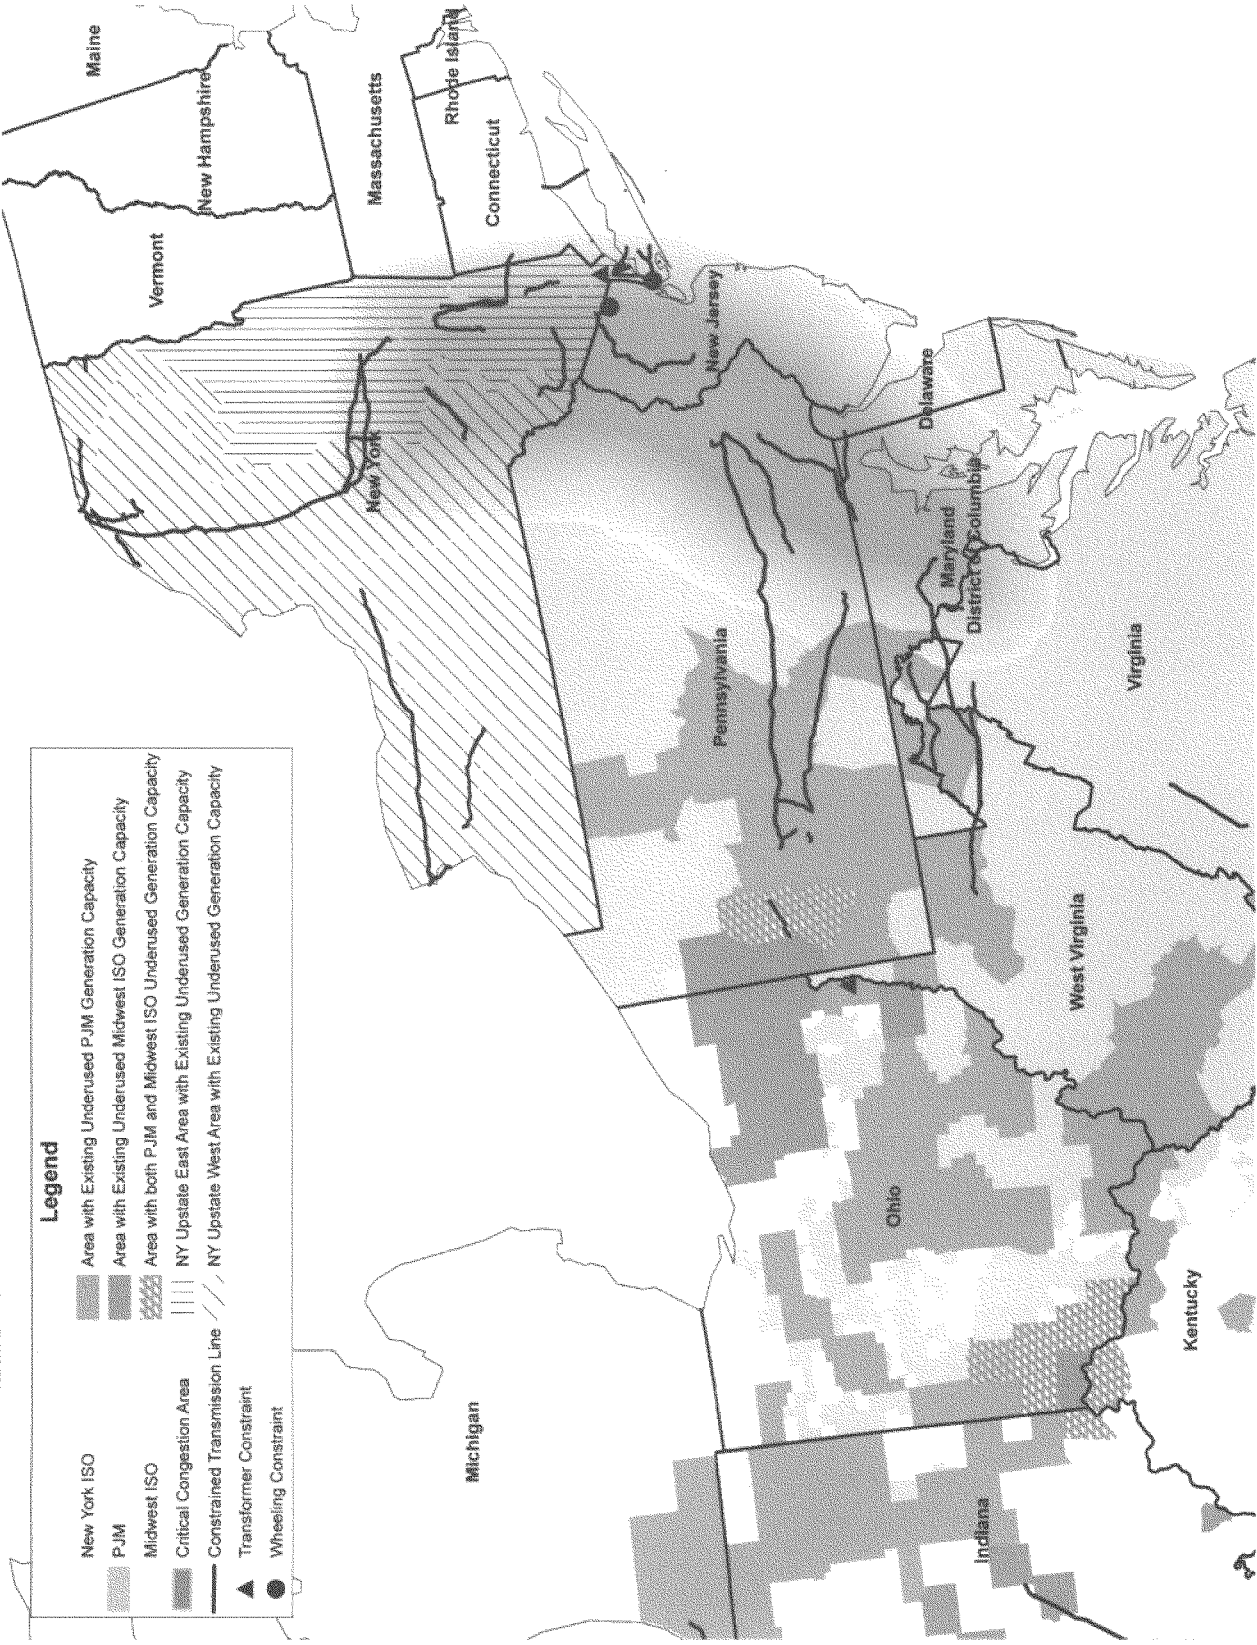 Legend
New York ISO
PJM
Midwest ISO
Critical Congestion Area
Constrained Transmission Line
Transformer Constraint
Wheeling Constraint
Area with Existing Underused PJM Generation Capacity
Area with Existing Underused Midwest ISO Generation Capacity
Area with both PJM and Midwest ISO Underused Generation Capacity
NY Upstate East Area with Existing Underused Generation Capacity
NY Upstate West Area with Existing Underused Generation Capacity
Maine
New Hampshire
Vermont
Massachusetts
Rhode Island
Connecticut
New York
Michigan
New Jersey
Pennsylvania
Delaware
Maryland
District of Columbia
Ohio
Indiana
West Virginia
Virginia
Kentucky